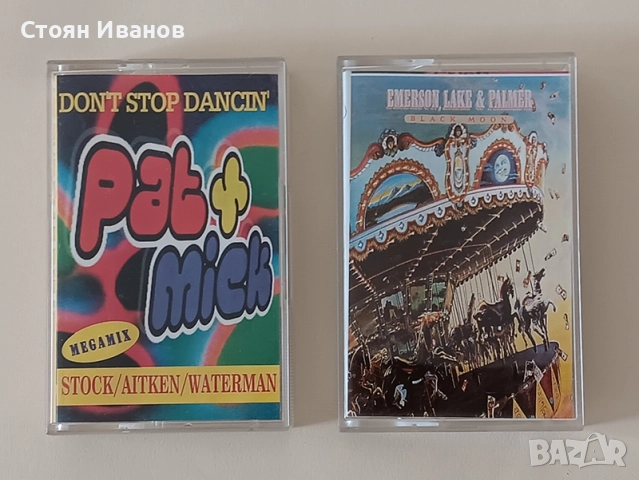 Стоян Иванов
DON'T STOP DANCIN'
Pat +
Mick
MEGAMIX
STOCK/AITKEN/WATERMAN
EMERSON, LAKE & PALMER
BLACK MOON
BAZAR